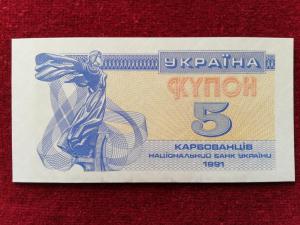 УКРАЇНА
КУПОН
5
КАРБОВАНЦІВ
НАЦІОНАЛЬНИЙ БАНК УКРАЇНИ
1991